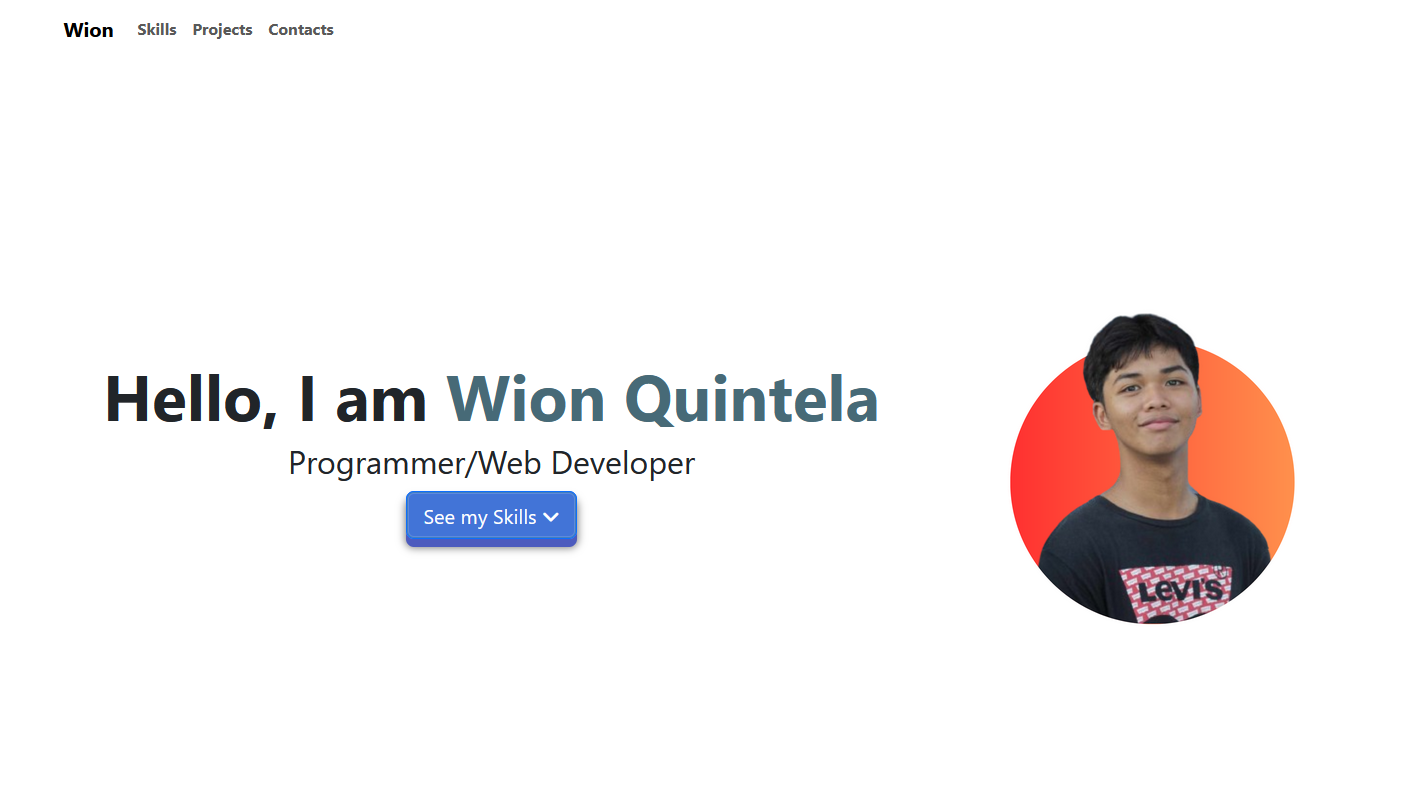 Wion Skills Projects Contacts
Hello, I am Wion Quintela
Programmer/Web Developer
See my Skills
LEVI'S